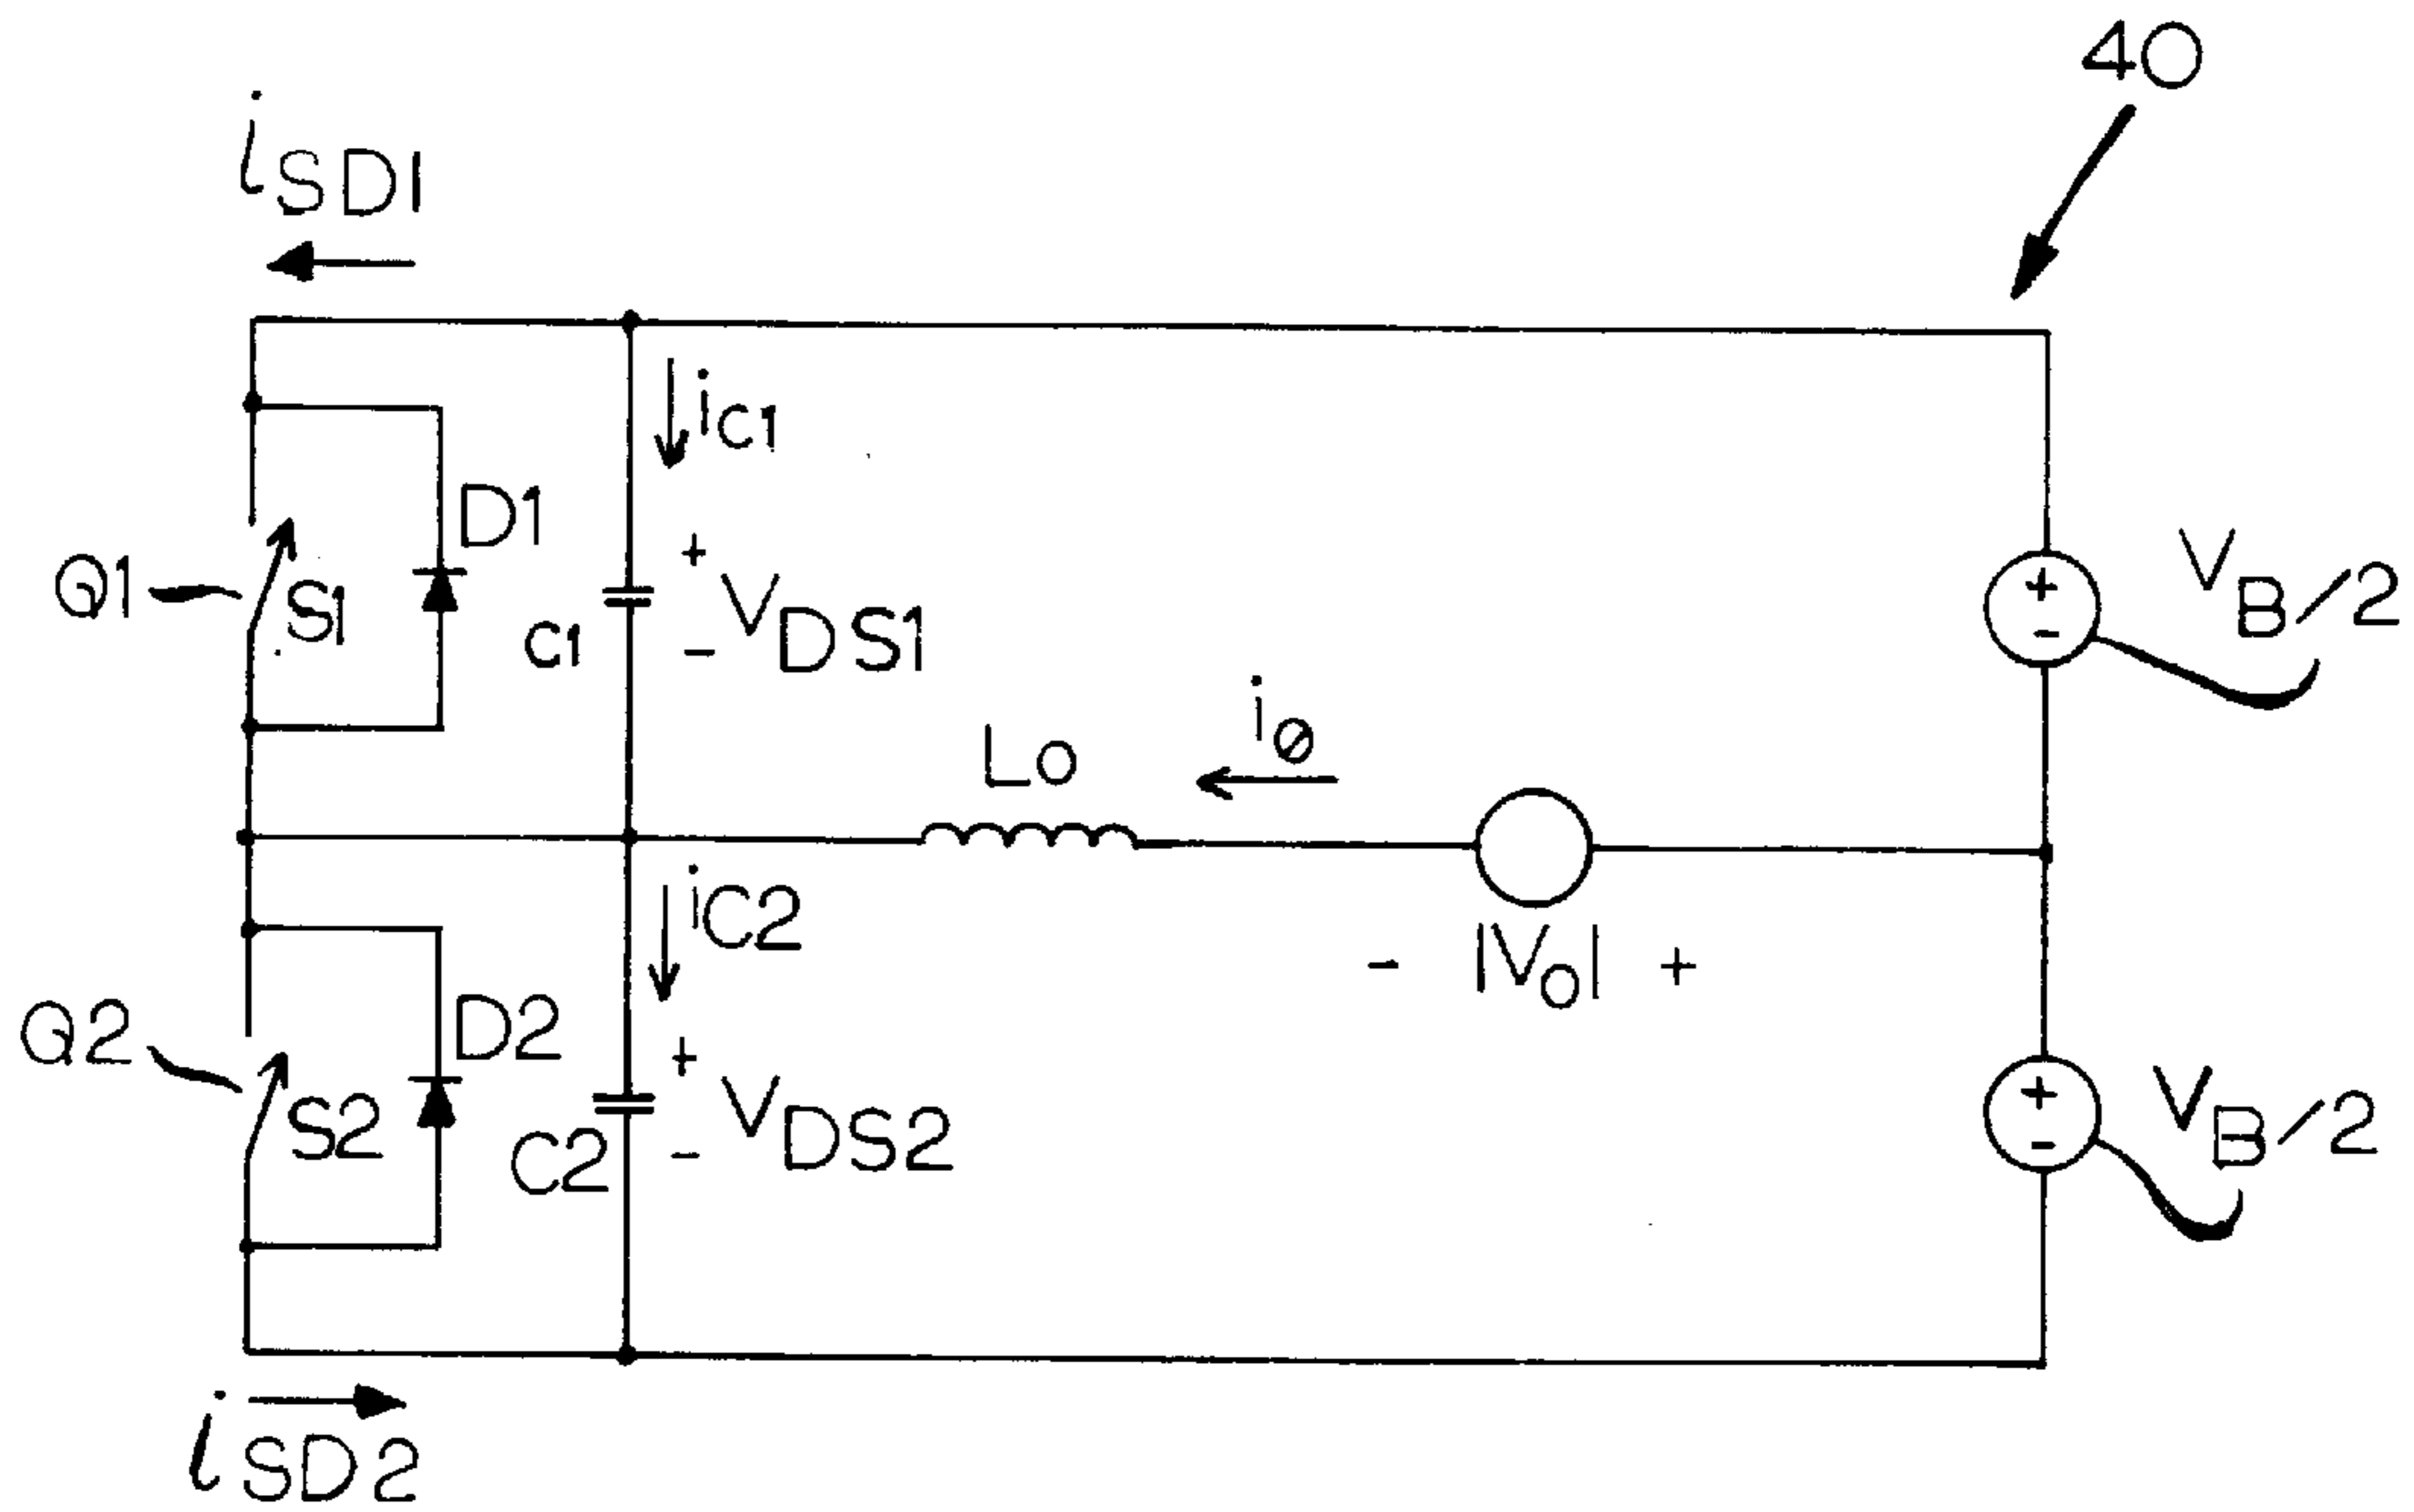 40
iSD1
iC1
D1
+
Q1
S1
VB/2
+
-
C1
VDS1
-
iø
Lo
iC2
- |Vo| +
Q2
D2
+
S2
VB/2
+
-
C2
VDS2
-
iSD2